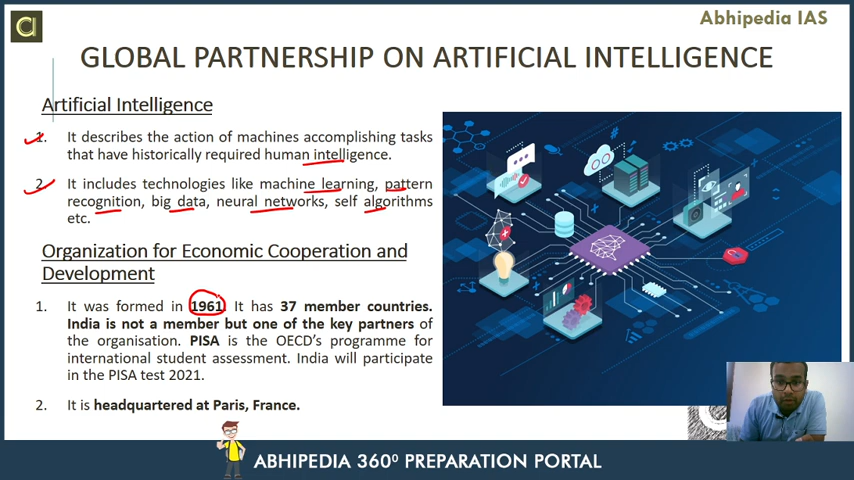 Abhipedia IAS
GLOBAL PARTNERSHIP ON ARTIFICIAL INTELLIGENCE
Artificial Intelligence
1. It describes the action of machines accomplishing tasks
that have historically required human intelligence.
2. It includes technologies like machine learning, pattern
recognition, big data, neural networks, self algorithms
etc.
Organization for Economic Cooperation and
Development
1. It was formed in 1961. It has 37 member countries.
India is not a member but one of the key partners of
the organisation. PISA is the OECD's programme for
international student assessment. India will participate
in the PISA test 2021.
2. It is headquartered at Paris, France.
ABHIPEDIA 360⁰ PREPARATION PORTAL